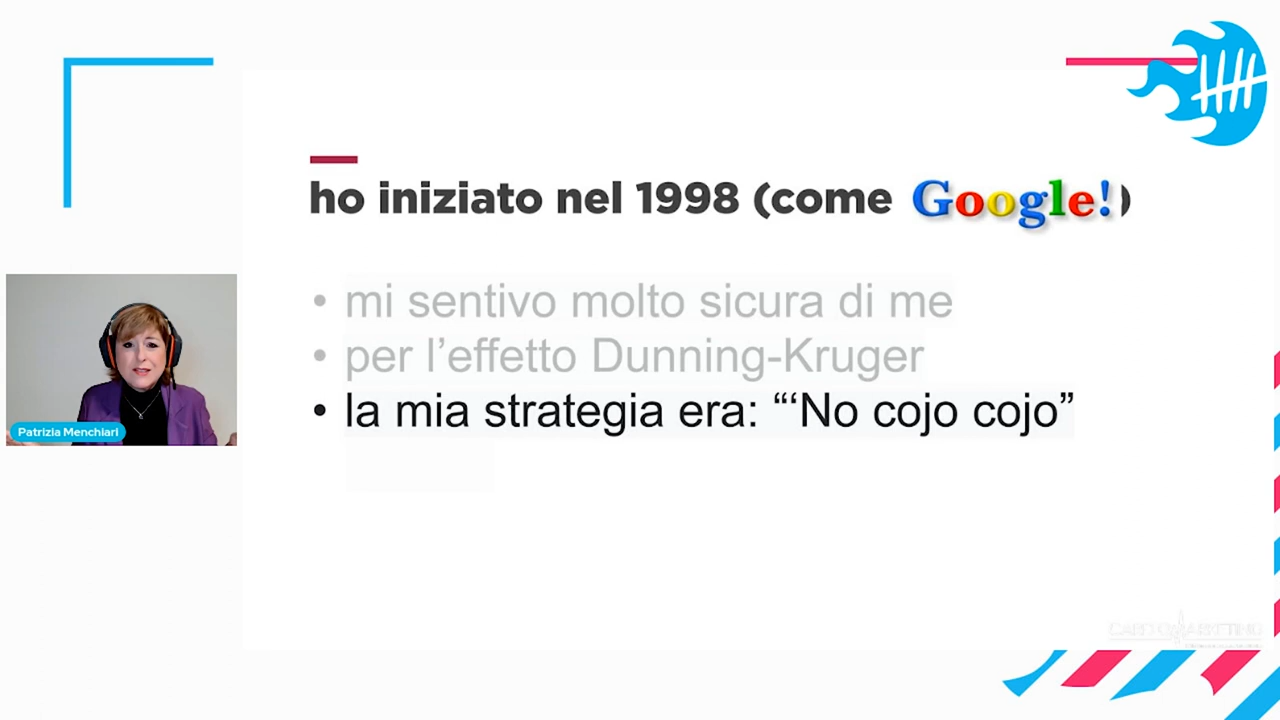 ho iniziato nel 1998 (come Google!)
• mi sentivo molto sicura di me
• per l’effetto Dunning-Kruger
• la mia strategia era: “‘No cojo cojo”
Patrizia Menchiari